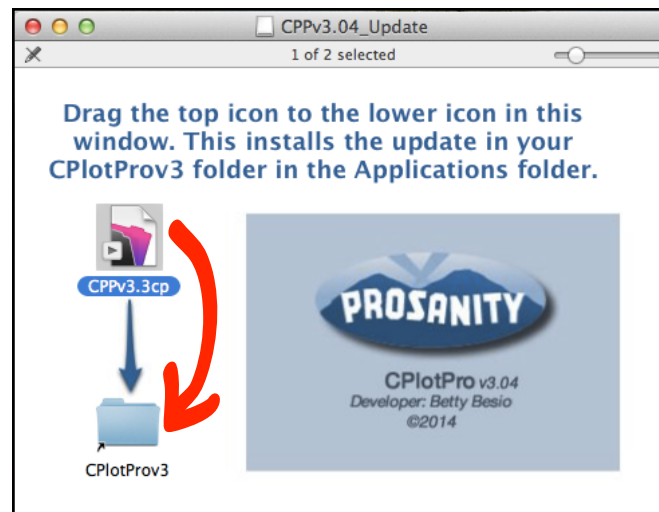 CPPv3.04_Update
1 of 2 selected
Drag the top icon to the lower icon in this
window. This installs the update in your
CPlotProv3 folder in the Applications folder.
CPPv3.3cp
CPlotProv3
PROSANITY
CPlotPro v3.04
Developer: Betty Besio
©2014